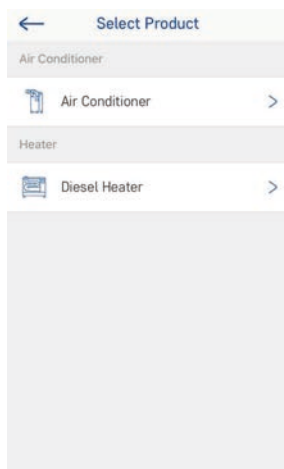 Select Product
Air Conditioner
Air Conditioner
Heater
Diesel Heater